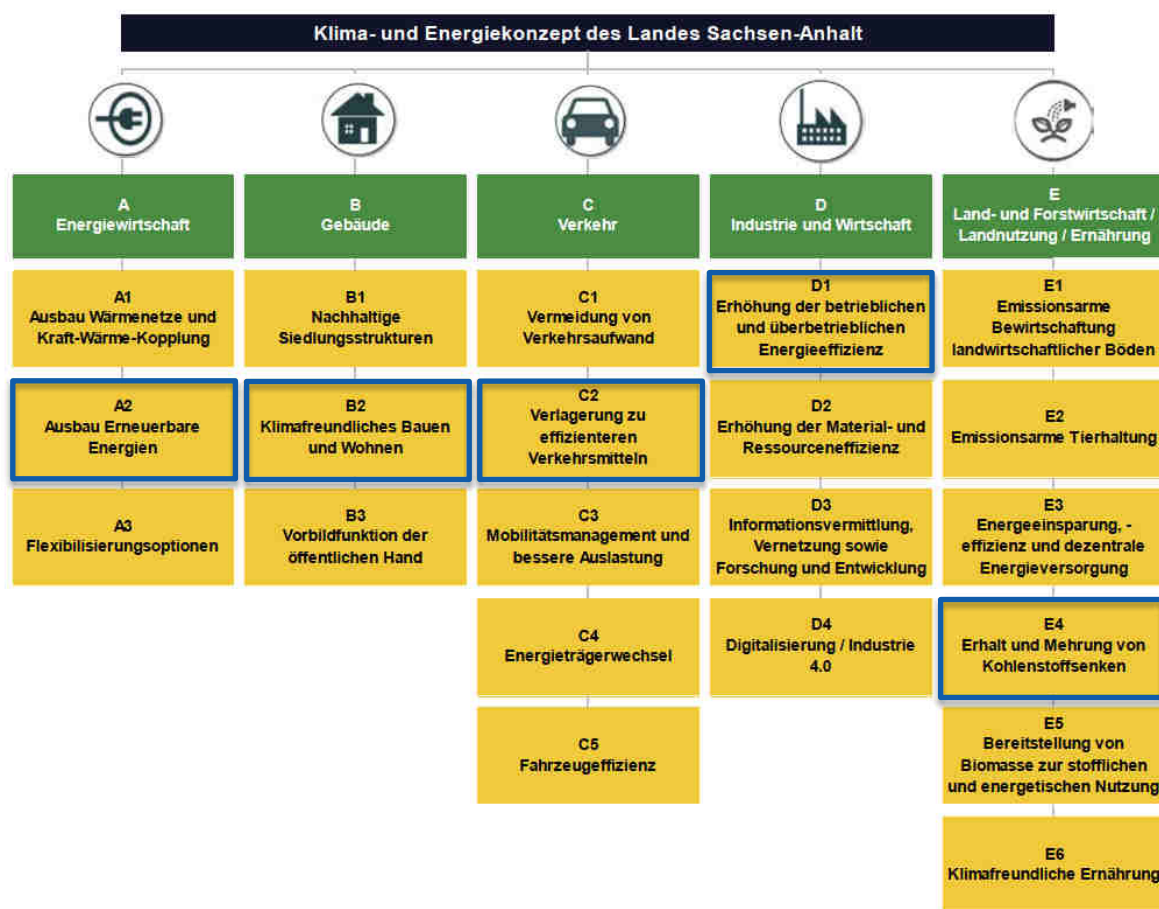 Klima- und Energiekonzept des Landes Sachsen-Anhalt
A
Energiewirtschaft
B
Gebäude
C
Verkehr
D
Industrie und Wirtschaft
E
Land- und Forstwirtschaft /
Landnutzung / Ernährung
A1
Ausbau Wärmenetze und
Kraft-Wärme-Kopplung
A2
Ausbau Erneuerbare
Energien
A3
Flexibilisierungsoptionen
B1
Nachhaltige
Siedlungsstrukturen
B2
Klimafreundliches Bauen
und Wohnen
B3
Vorbildfunktion der
öffentlichen Hand
C1
Vermeidung von
Verkehrsaufwand
C2
Verlagerung zu
effizienteren
Verkehrsmitteln
C3
Mobilitätsmanagement und
bessere Auslastung
C4
Energieträgerwechsel
C5
Fahrzeugeffizienz
D1
Erhöhung der betrieblichen
und überbetrieblichen
Energieeffizienz
D2
Erhöhung der Material- und
Ressourceneffizienz
D3
Informationsvermittlung,
Vernetzung sowie
Forschung und Entwicklung
D4
Digitalisierung / Industrie
4.0
E1
Emissionsarme
Bewirtschaftung
landwirtschaftlicher Böden
E2
Emissionsarme Tierhaltung
E3
Energeeinsparung, -
effizienz und dezentrale
Energieversorgung
E4
Erhalt und Mehrung von
Kohlenstoffsenken
E5
Bereitstellung von
Biomasse zur stofflichen
und energetischen Nutzung
E6
Klimafreundliche Ernährung